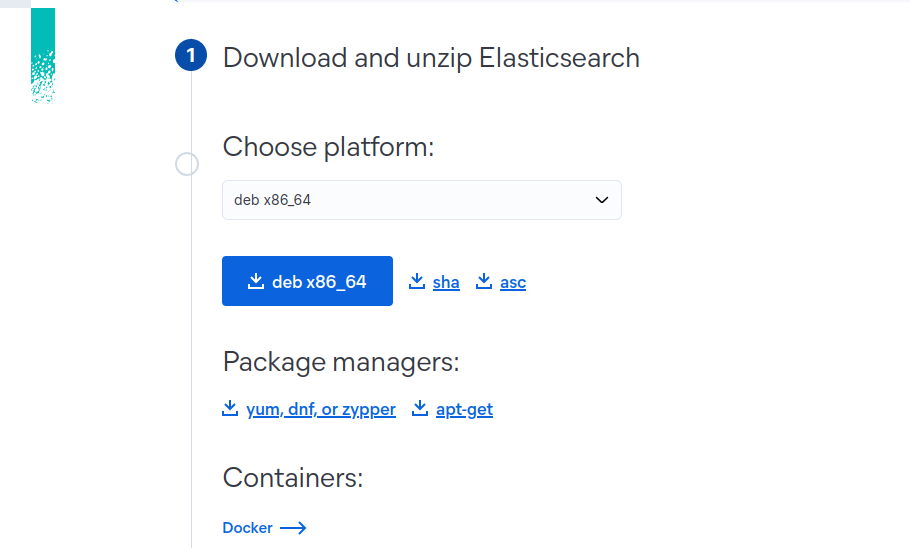 1 Download and unzip Elasticsearch
Choose platform:
deb x86_64
deb x86_64 sha asc
Package managers:
yum, dnf, or zypper apt-get
Containers:
Docker